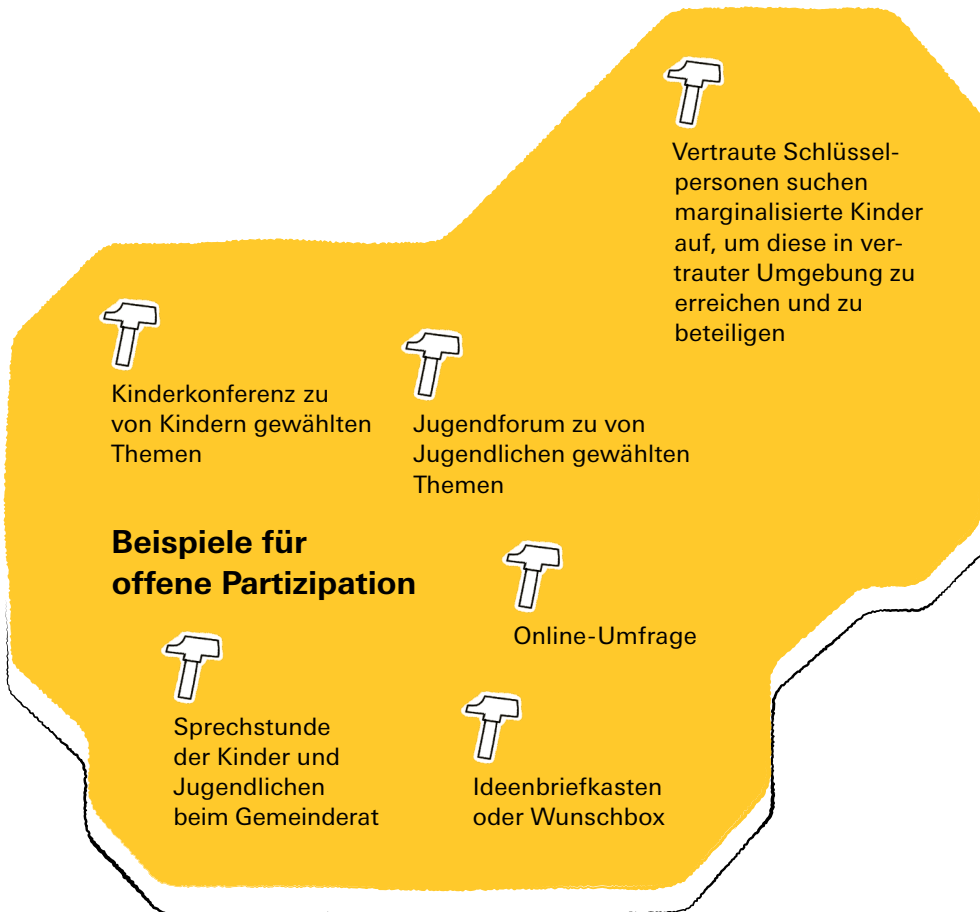 Vertraute Schlüssel-
personen suchen
marginalisierte Kinder
auf, um diese in ver-
trauter Umgebung zu
erreichen und zu
beteiligen
Kinderkonferenz zu
von Kindern gewählten
Themen
Jugendforum zu von
Jugendlichen gewählten
Themen
Beispiele für
offene Partizipation
Online-Umfrage
Sprechstunde
der Kinder und
Jugendlichen
beim Gemeinderat
Ideenbriefkasten
oder Wunschbox